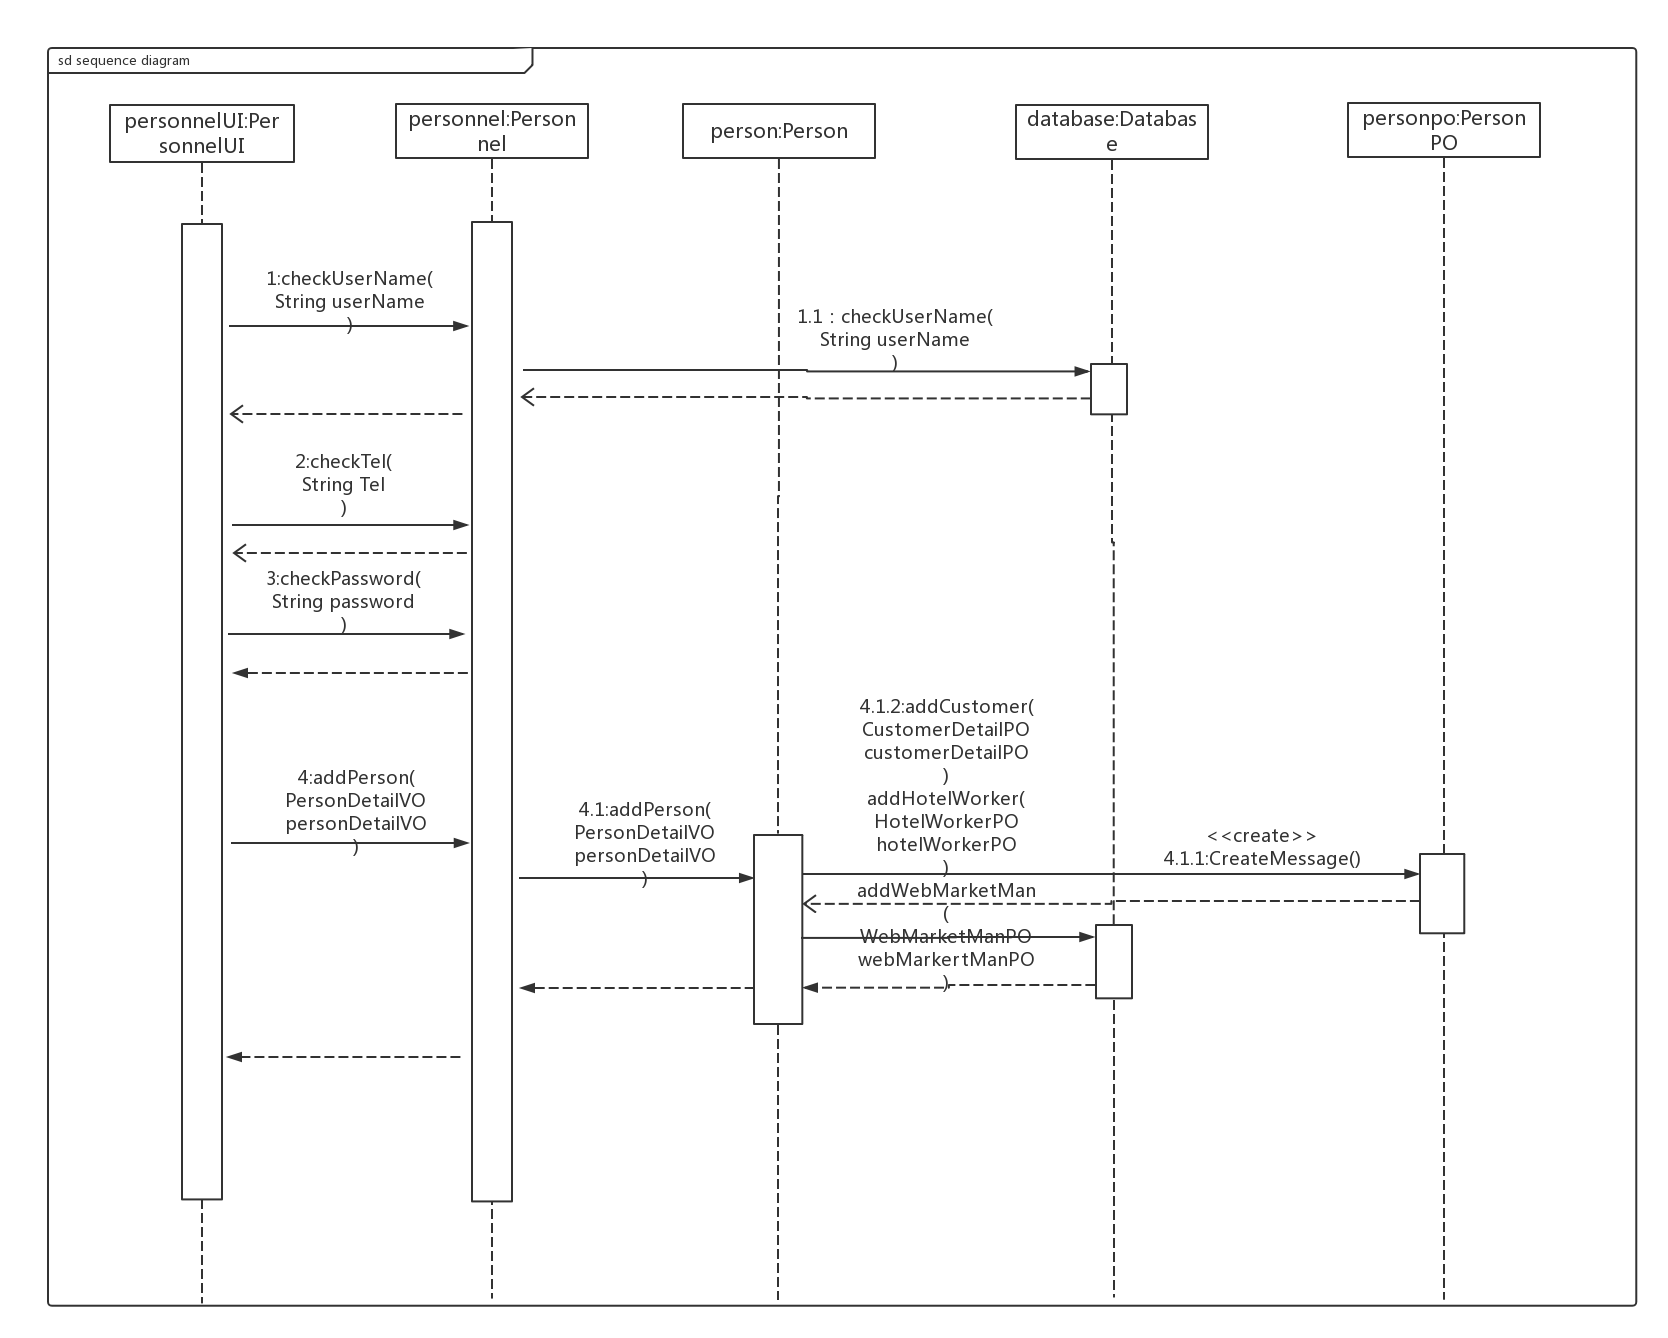 sd sequence diagram
personnelUI:Per
sonnelUI
personnel:Person
nel
person:Person
database:Databas
e
personpo:Person
PO
1:checkUserName(
String userName
)
1.1：checkUserName(
String userName
)
2:checkTel(
String Tel
)
3:checkPassword(
String password
)
4:addPerson(
PersonDetailVO
personDetailVO
)
4.1:addPerson(
PersonDetailVO
personDetailVO
)
4.1.2:addCustomer(
CustomerDetailPO
customerDetailPO
)
addHotelWorker(
HotelWorkerPO
hotelWorkerPO
)
addWebMarketMan
(
WebMarketManPO
webMarkertManPO
)
<<create>>
4.1.1:CreateMessage()